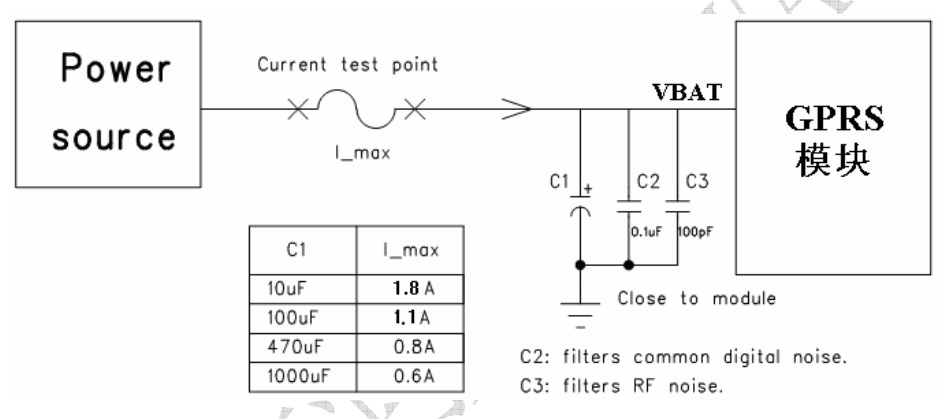 Power
source
Current test point
I_max
VBAT
GPRS
模块
C1
+
C2
C3
0.1uF
100pF
Close to module
C1 I_max
10uF 1.8 A
100uF 1.1 A
470uF 0.8A
1000uF 0.6A
C2: filters common digital noise.
C3: filters RF noise.